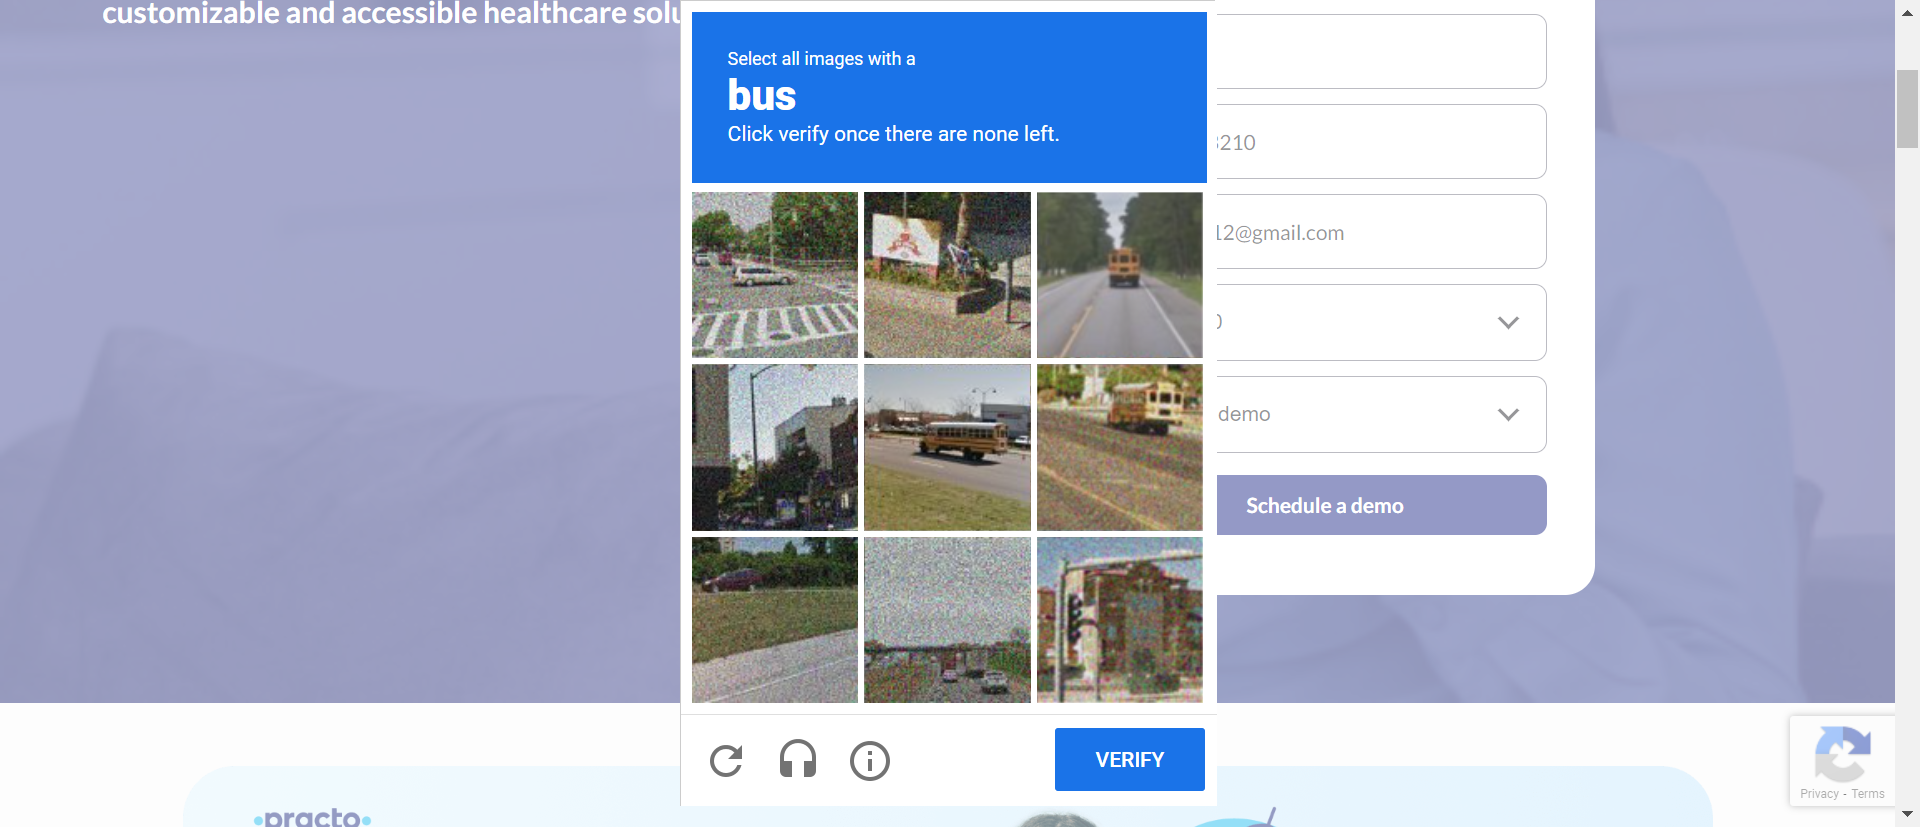 customizable and accessible healthcare solu
Select all images with a
bus
Click verify once there are none left.
210
12@gmail.com
demo
Schedule a demo
VERIFY
Privacy - Terms
practo